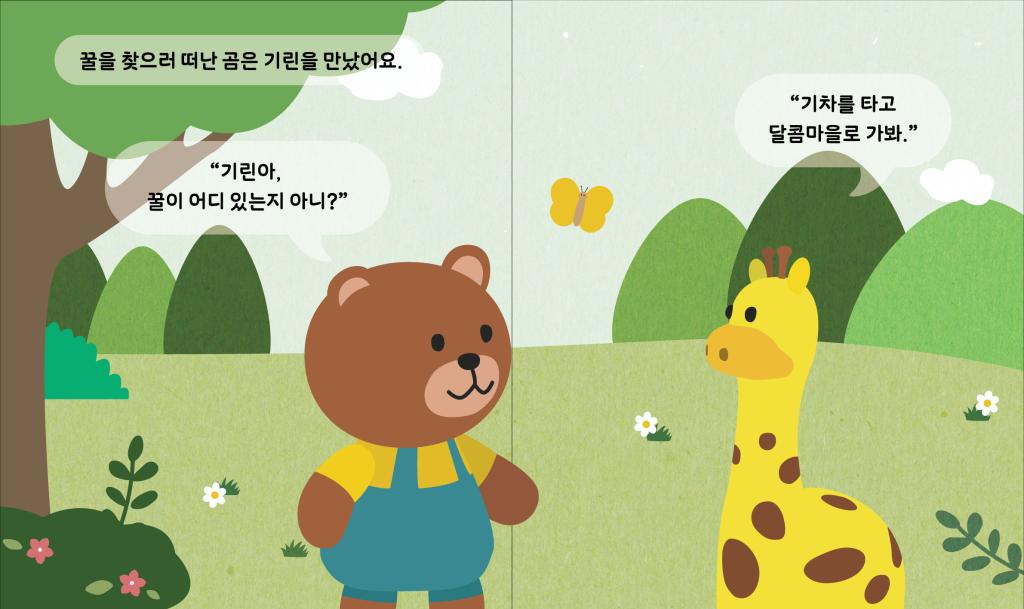 꿀을 찾으러 떠난 곰은 기린을 만났어요.
“기린아,
꿀이 어디 있는지 아니?”
“기차를 타고
달콤마을로 가봐.”